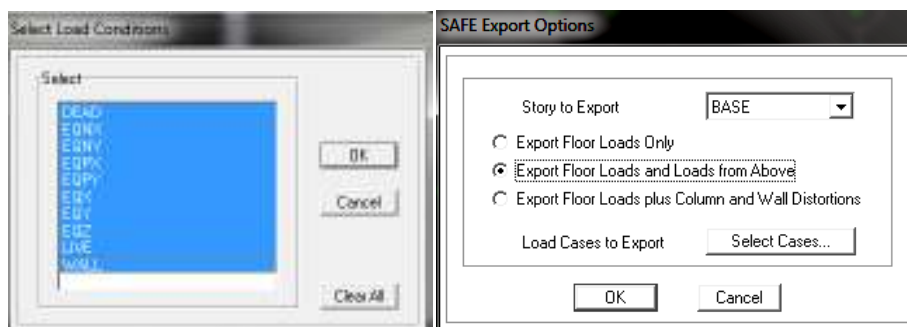 Select Load Conditions
Select
DEAD
EQNX
EQNY
EQPX
EQPY
EQX
EQY
EQZ
LIVE
WALL
OK
Cancel
Clear All
SAFE Export Options
Story to Export BASE
Export Floor Loads Only
Export Floor Loads and Loads from Above
Export Floor Loads plus Column and Wall Distortions
Load Cases to Export Select Cases...
OK Cancel